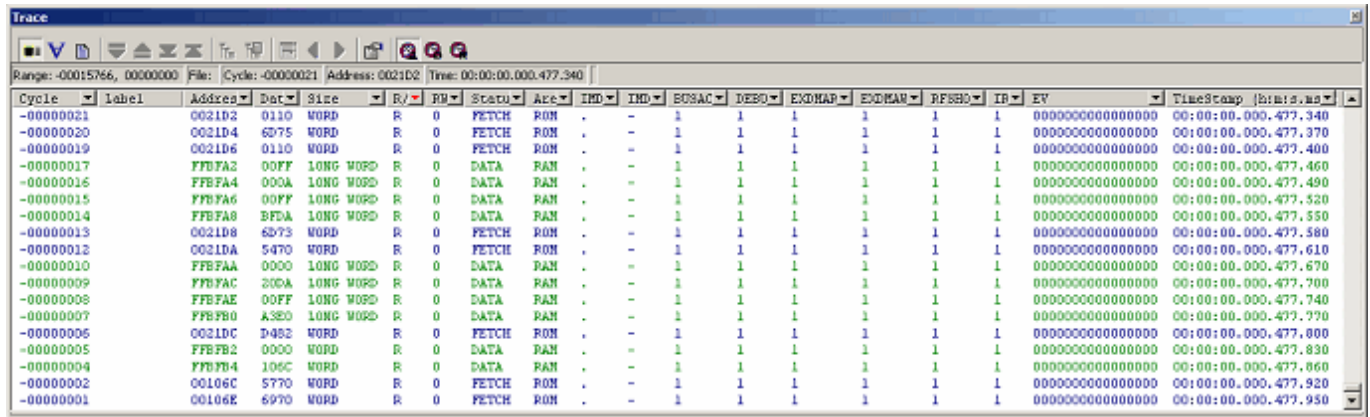 Trace
Range: -00015766, 00000000 File: Cycle: -00000021 Address: 0021D2 Time: 00:00:00.000.477.340
Cycle Label Addres Dat Size R/ RW Statu Are IMD IMD BUSAC DEBU EXDMAR EXDMAW RFSHO IR EV TimeStamp (h:m:s.ms
-00000021 0021D2 0110 WORD R 0 FETCH ROM . - 1 1 1 1 1 1 0000000000000000 00:00:00.000.477.340
-00000020 0021D4 6D75 WORD R 0 FETCH ROM . - 1 1 1 1 1 1 0000000000000000 00:00:00.000.477.370
-00000019 0021D6 0110 WORD R 0 FETCH ROM . - 1 1 1 1 1 1 0000000000000000 00:00:00.000.477.400
-00000017 FFBFA2 00FF LONG WORD R 0 DATA RAM . - 1 1 1 1 1 1 0000000000000000 00:00:00.000.477.460
-00000016 FFBFA4 000A LONG WORD R 0 DATA RAM . - 1 1 1 1 1 1 0000000000000000 00:00:00.000.477.490
-00000015 FFBFA6 00FF LONG WORD R 0 DATA RAM . - 1 1 1 1 1 1 0000000000000000 00:00:00.000.477.520
-00000014 FFBFA8 BFDA LONG WORD R 0 DATA RAM . - 1 1 1 1 1 1 0000000000000000 00:00:00.000.477.550
-00000013 0021D8 6D73 WORD R 0 FETCH ROM . - 1 1 1 1 1 1 0000000000000000 00:00:00.000.477.580
-00000012 0021DA 5470 WORD R 0 FETCH ROM . - 1 1 1 1 1 1 0000000000000000 00:00:00.000.477.610
-00000010 FFBFAA 0000 LONG WORD R 0 DATA RAM . - 1 1 1 1 1 1 0000000000000000 00:00:00.000.477.670
-00000009 FFBFAC 20DA LONG WORD R 0 DATA RAM . - 1 1 1 1 1 1 0000000000000000 00:00:00.000.477.700
-00000008 FFBFAE 00FF LONG WORD R 0 DATA RAM . - 1 1 1 1 1 1 0000000000000000 00:00:00.000.477.740
-00000007 FFBFB0 A3E0 LONG WORD R 0 DATA RAM . - 1 1 1 1 1 1 0000000000000000 00:00:00.000.477.770
-00000006 0021DC D482 WORD R 0 FETCH ROM . - 1 1 1 1 1 1 0000000000000000 00:00:00.000.477.800
-00000005 FFBFB2 0000 WORD R 0 DATA RAM . - 1 1 1 1 1 1 0000000000000000 00:00:00.000.477.830
-00000004 FFBFB4 106C WORD R 0 DATA RAM . - 1 1 1 1 1 1 0000000000000000 00:00:00.000.477.860
-00000002 00106C 5770 WORD R 0 FETCH ROM . - 1 1 1 1 1 1 0000000000000000 00:00:00.000.477.920
-00000001 00106E 6970 WORD R 0 FETCH ROM . - 1 1 1 1 1 1 0000000000000000 00:00:00.000.477.950